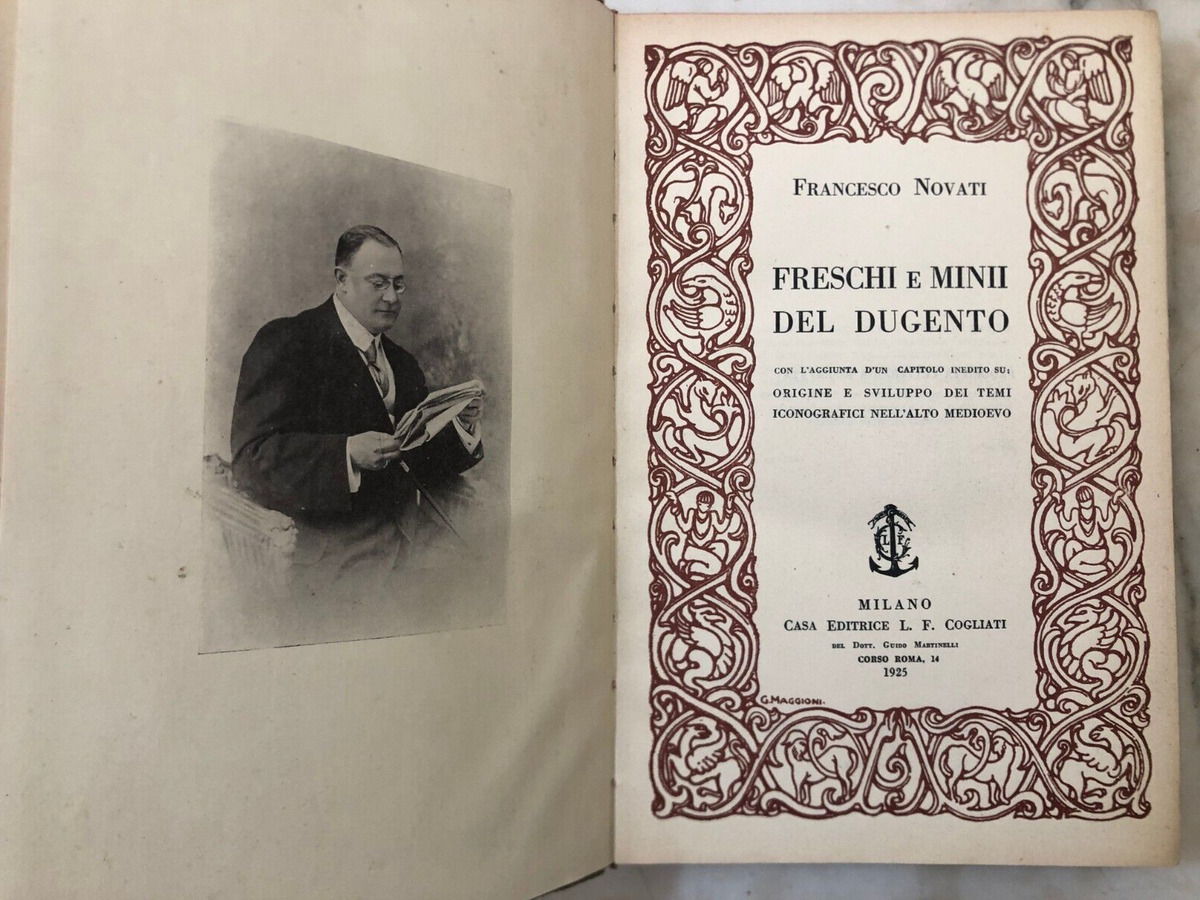 FRANCESCO NOVATI
FRESCHI E MINII
DEL DUGENTO
CON L'AGGIUNTA D'UN CAPITOLO INEDITO SU:
ORIGINE E SVILUPPO DEI TEMI
ICONOGRAFICI NELL'ALTO MEDIOEVO
L F
MILANO
CASA EDITRICE L. F. COGLIATI
DEL DOTT. GUIDO MARTINELLI
CORSO ROMA, 14
1925
G. MAGGIONI.